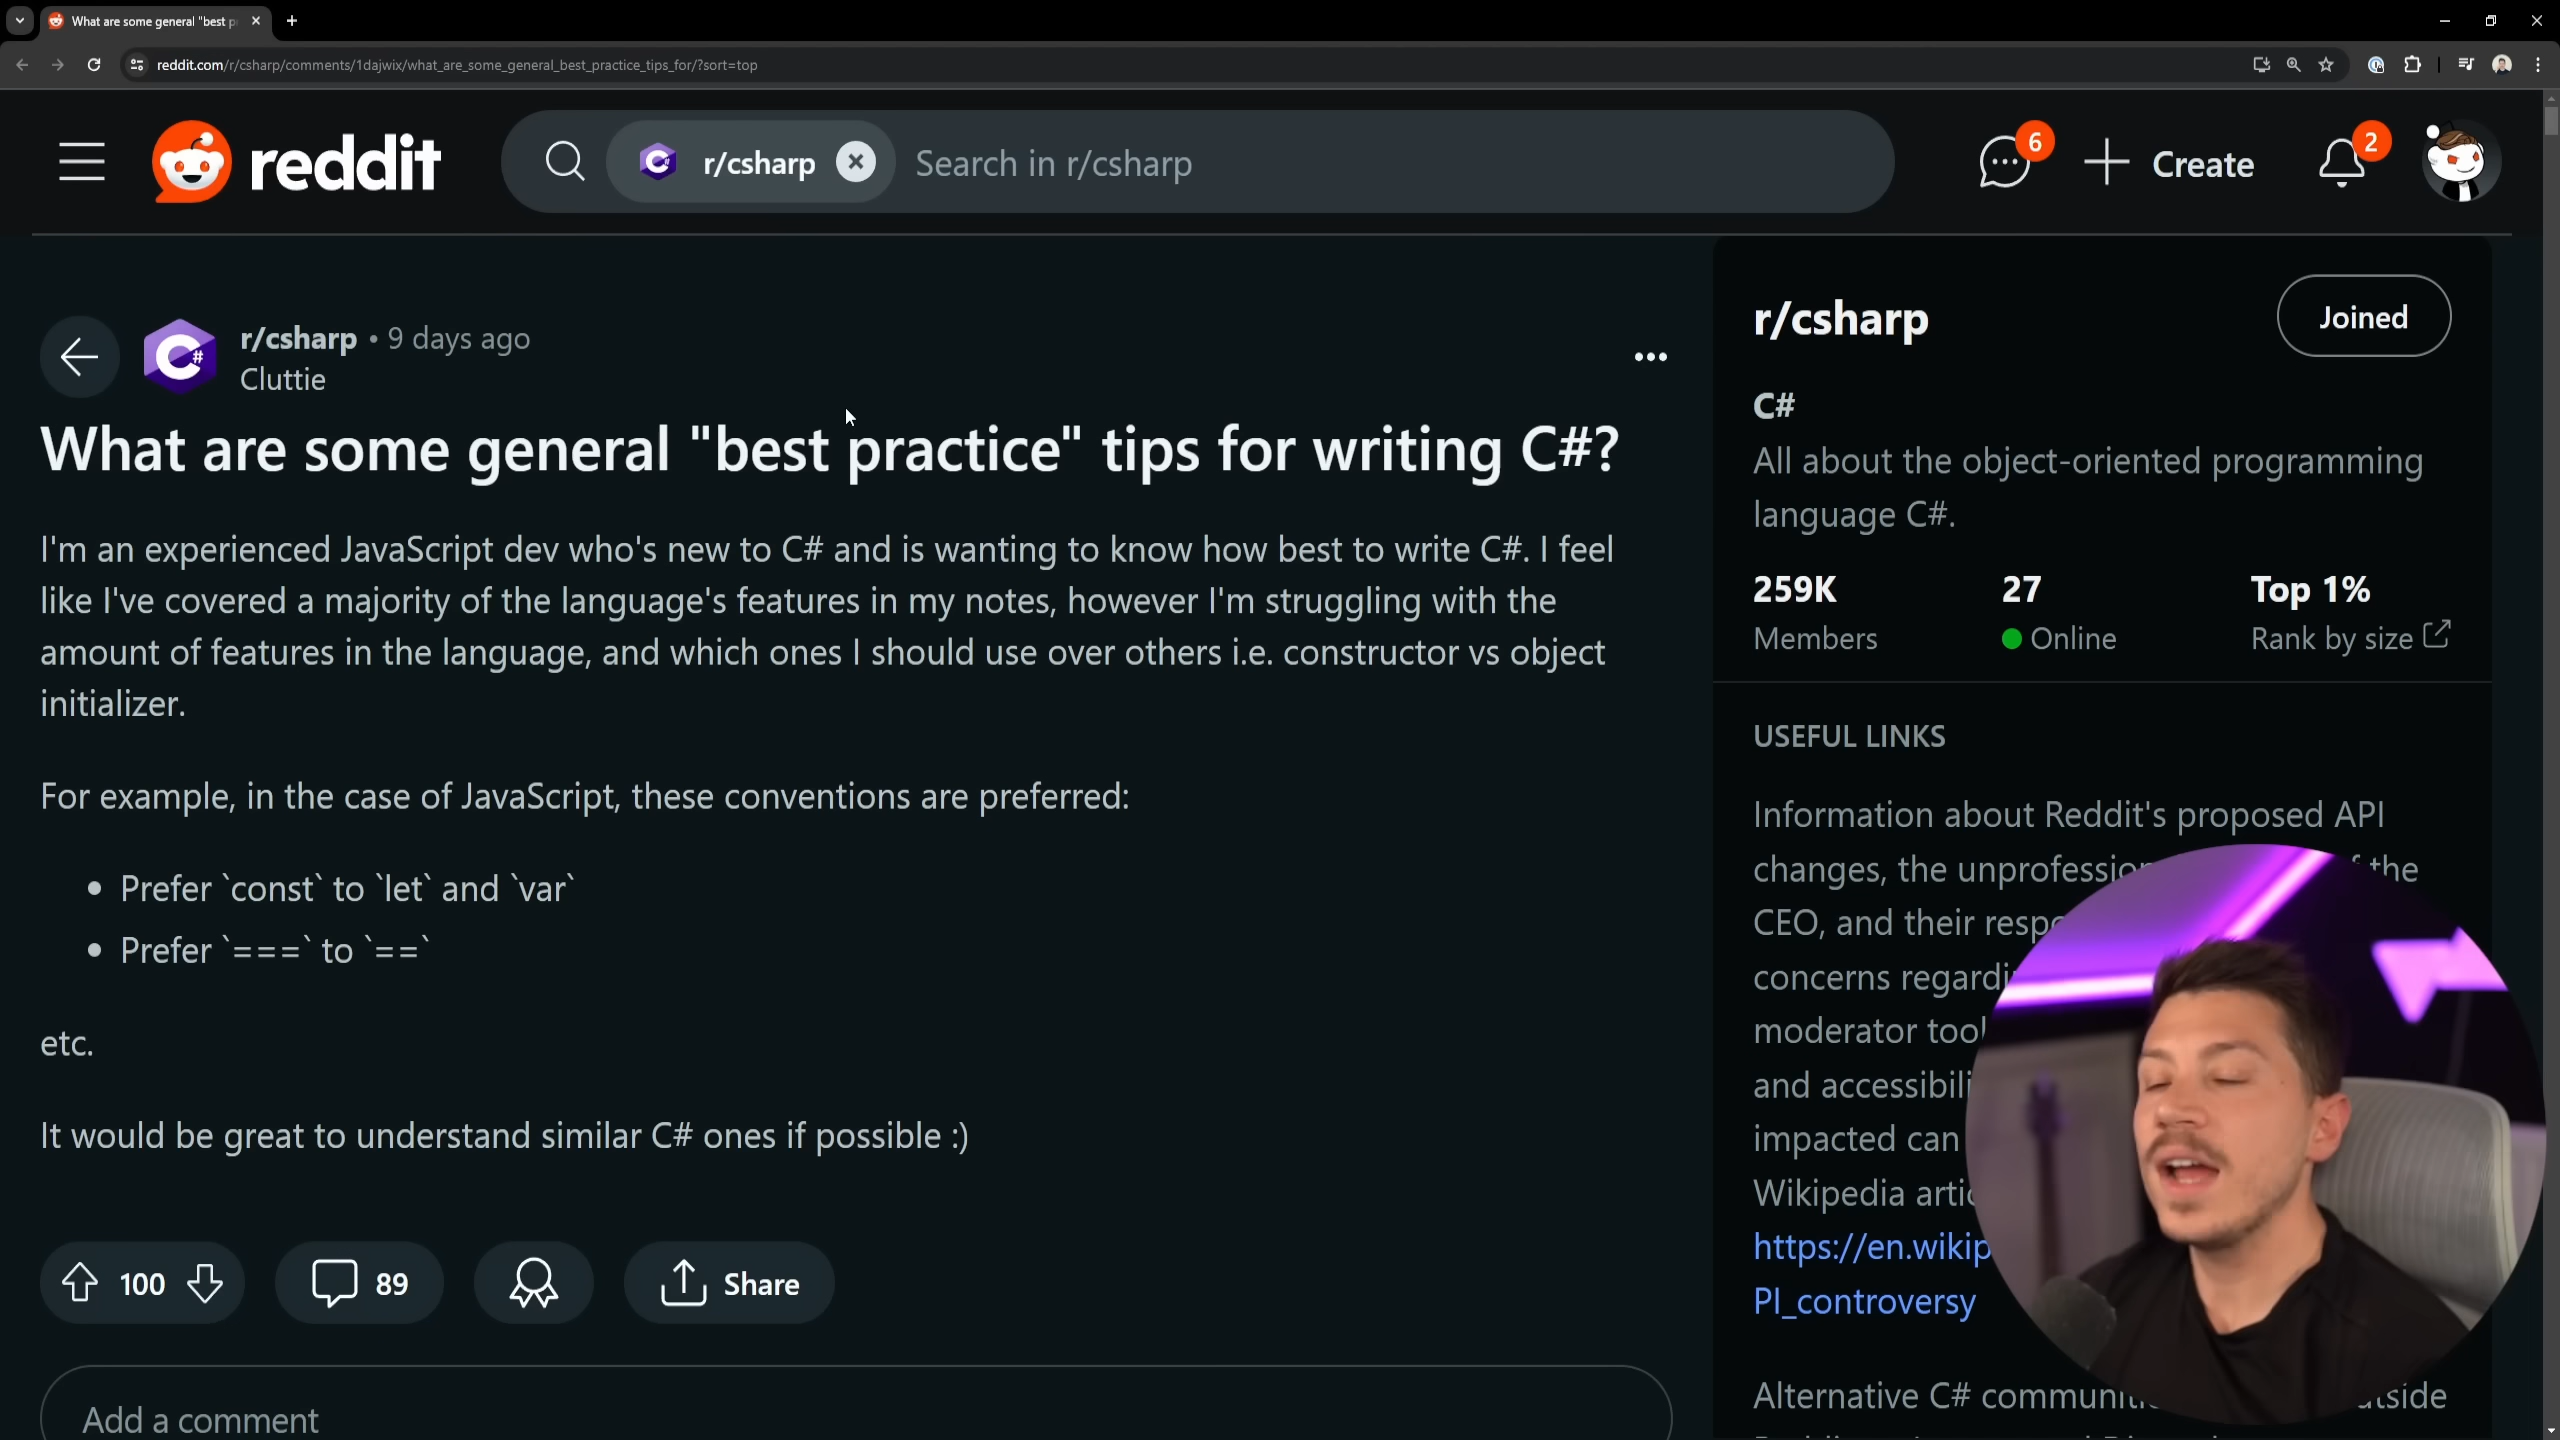 What are some general "best p
reddit.com/r/csharp/comments/1dajwix/what_are_some_general_best_practice_tips_for/?sort=top
reddit
r/csharp
Search in r/csharp
6
Create
2
r/csharp • 9 days ago
Cluttie
What are some general "best practice" tips for writing C#?
I'm an experienced JavaScript dev who's new to C# and is wanting to know how best to write C#. I feel
like I've covered a majority of the language's features in my notes, however I'm struggling with the
amount of features in the language, and which ones I should use over others i.e. constructor vs object
initializer.
For example, in the case of JavaScript, these conventions are preferred:
• Prefer `const` to `let` and `var`
• Prefer `===` to `==`
etc.
It would be great to understand similar C# ones if possible :)
100
89
Share
Add a comment
r/csharp
Joined
C#
All about the object-oriented programming
language C#.
259K
Members
27
Online
Top 1%
Rank by size
USEFUL LINKS
Information about Reddit's proposed API
changes, the unprofession the
CEO, and their resp
concerns regardi
moderator tool
and accessibili
impacted can
Wikipedia artic
https://en.wikip
PI_controversy
Alternative C# communi tside